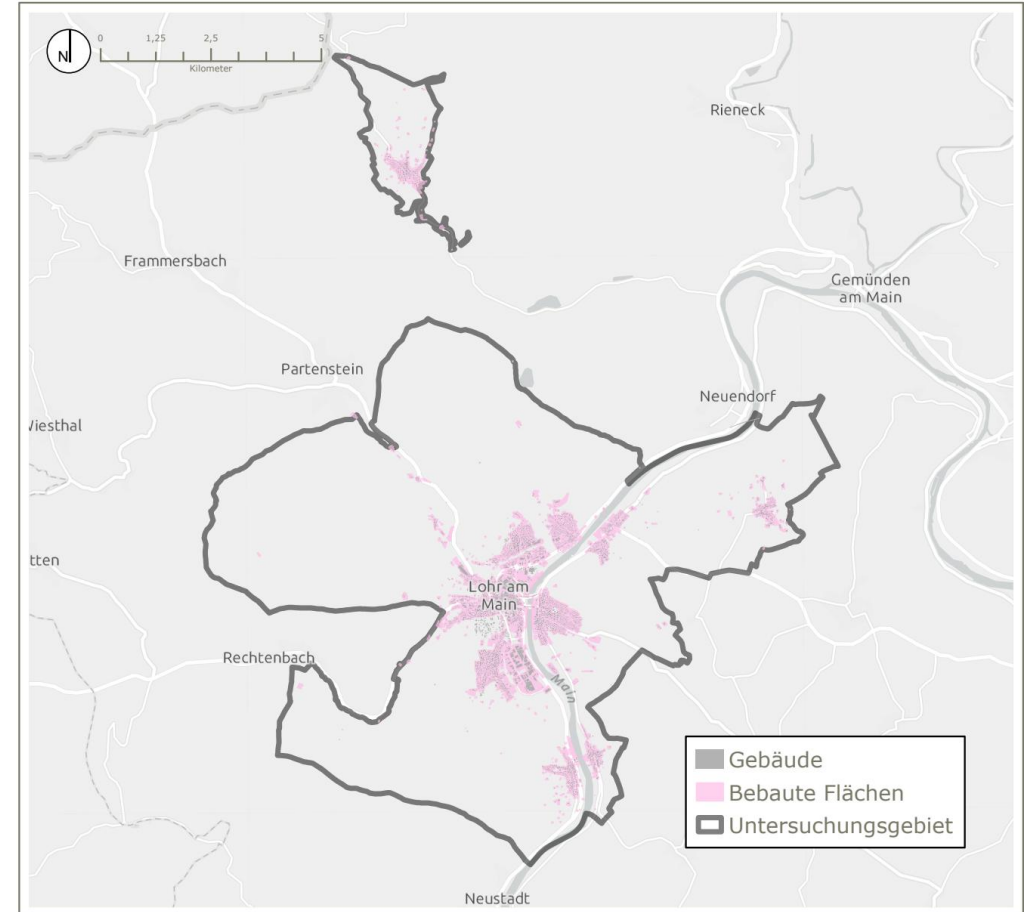 N
0 1,25 2,5 5
Kilometer
Rieneck
Frammersbach
Gemünden
am Main
Partenstein
Neuendorf
Wiesthal
tten
Lohr am
Main
Rechtenbach
Main
Gebäude
Bebaute Flächen
Untersuchungsgebiet
Neustadt